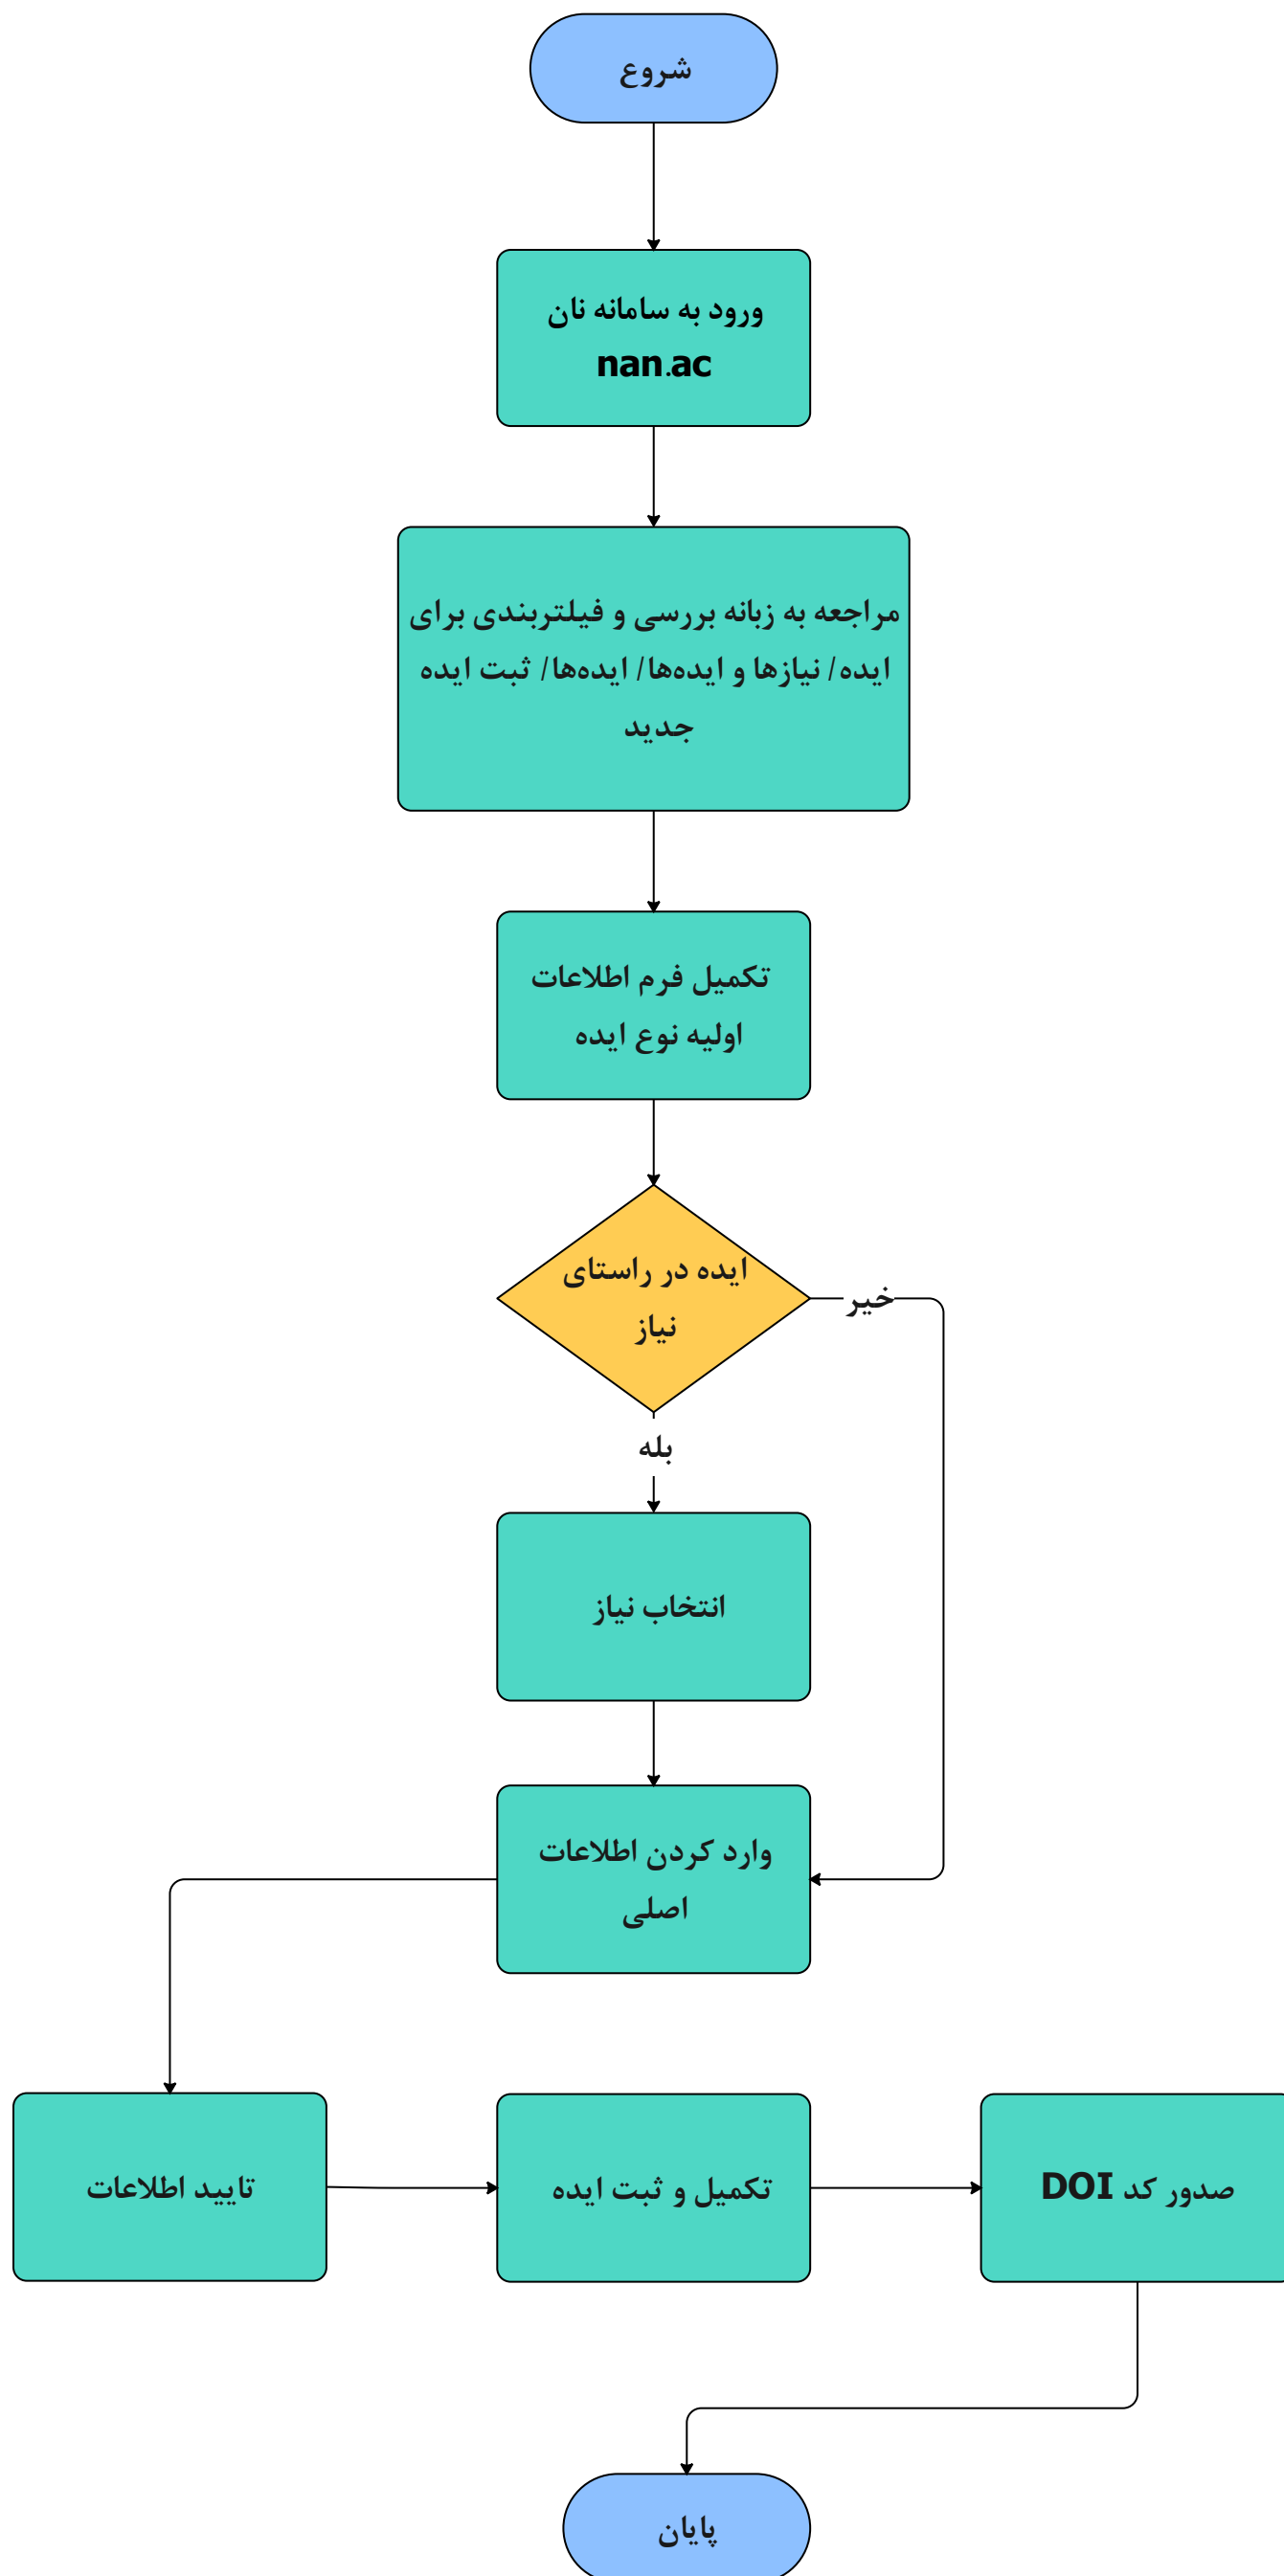 شروع
ورود به سامانه نان
nan.ac
مراجعه به زبانه بررسی و فیلتربندی برای
ایده/ نیازها و ایده‌ها/ ایده‌ها/ ثبت ایده
جدید
تکمیل فرم اطلاعات
اولیه نوع ایده
ایده در راستای
نیاز
خیر
بله
انتخاب نیاز
وارد کردن اطلاعات
اصلی
تایید اطلاعات
تکمیل و ثبت ایده
صدور کد DOI
پایان